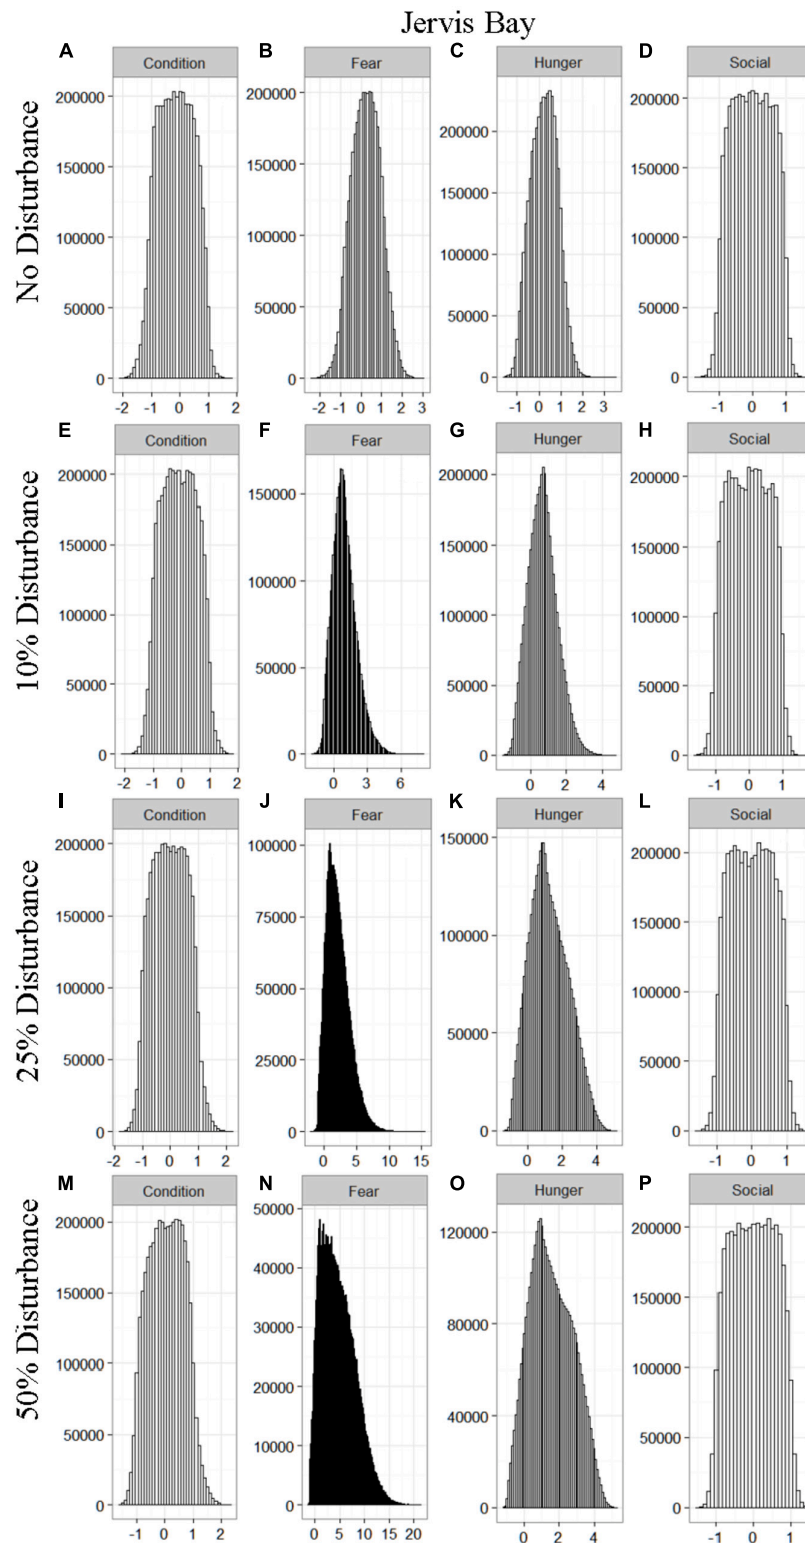 Jervis Bay
A B C D
Condition Fear Hunger Social
No Disturbance
200000 200000 200000 200000
150000 150000 150000 150000
100000 100000 100000 100000
50000 50000 50000 50000
0 0 0 0
-2 -1 0 1 2 -2 -1 0 1 2 3 -1 0 1 2 3 -1 0 1
E F G H
Condition Fear Hunger Social
10% Disturbance
200000 150000 200000 200000
150000 100000 150000 150000
100000 50000 100000 100000
50000 0 50000 50000
0 0 0
-2 -1 0 1 2 0 3 6 0 2 4 -1 0 1
I J K L
Condition Fear Hunger Social
25% Disturbance
200000 100000 150000 200000
150000 75000 100000 150000
100000 50000 50000 100000
50000 25000 0 50000
0 0 0
-2 -1 0 1 2 0 5 10 15 0 2 4 -1 0 1
M N O P
Condition Fear Hunger Social
50% Disturbance
200000 50000 120000 200000
150000 40000 80000 150000
100000 30000 40000 100000
50000 20000 0 50000
0 10000 0
0
-1 0 1 2 0 5 10 15 20 0 2 4 -1 0 1